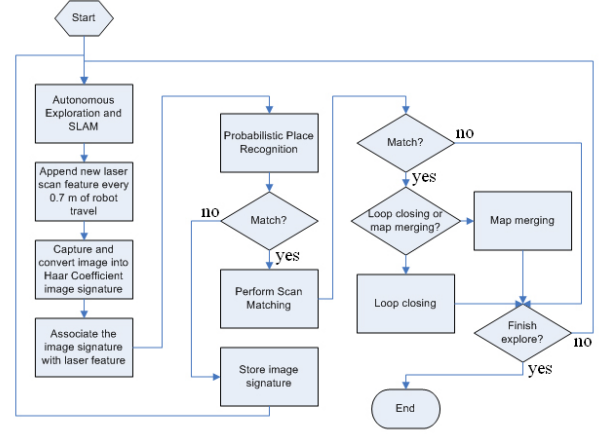 Start
Autonomous
Exploration and
SLAM
Append new laser
scan feature every
0.7 m of robot
travel
Capture and
convert image into
Haar Coefficient
image signature
Associate the
image signature
with laser feature
Probabilistic Place
Recognition
no
Match?
yes
Perform Scan
Matching
Store image
signature
Match?
no
yes
Loop closing or
map merging?
Map merging
Loop closing
Finish
explore?
no
yes
End